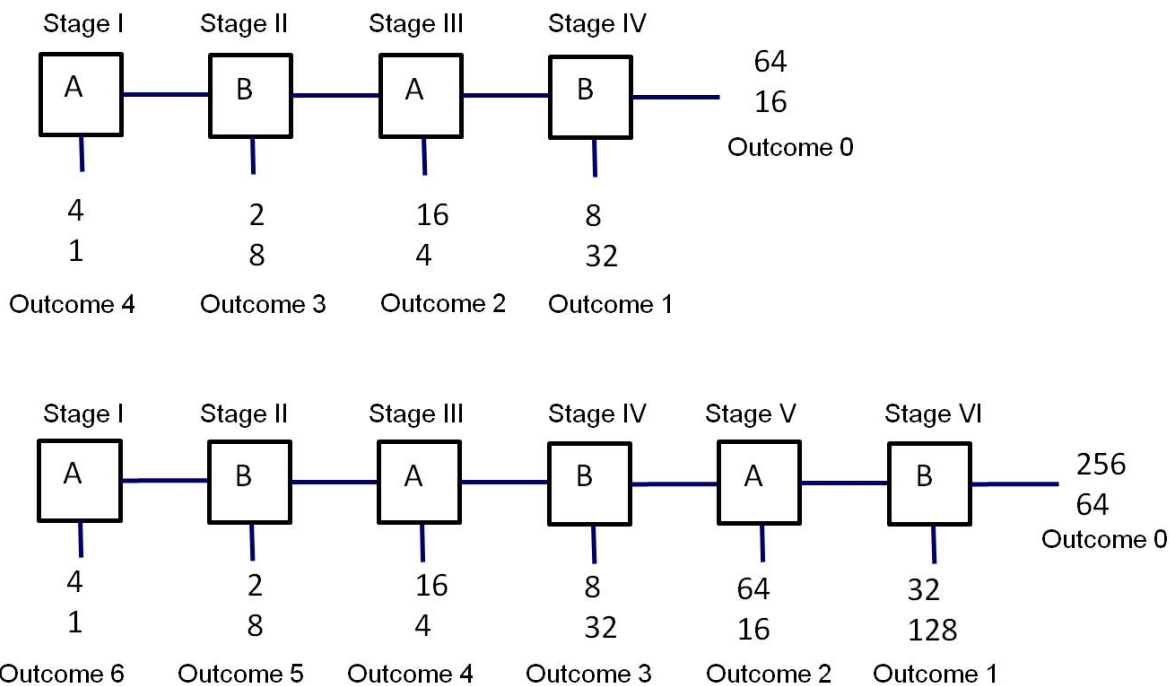 Stage I Stage II Stage III Stage IV
A B A B
64
16
Outcome 0
4 2 16 8
1 8 4 32
Outcome 4 Outcome 3 Outcome 2 Outcome 1
Stage I Stage II Stage III Stage IV Stage V Stage VI
A B A B A B
256
64
Outcome 0
4 2 16 8 64 32
1 8 4 32 16 128
Outcome 6 Outcome 5 Outcome 4 Outcome 3 Outcome 2 Outcome 1